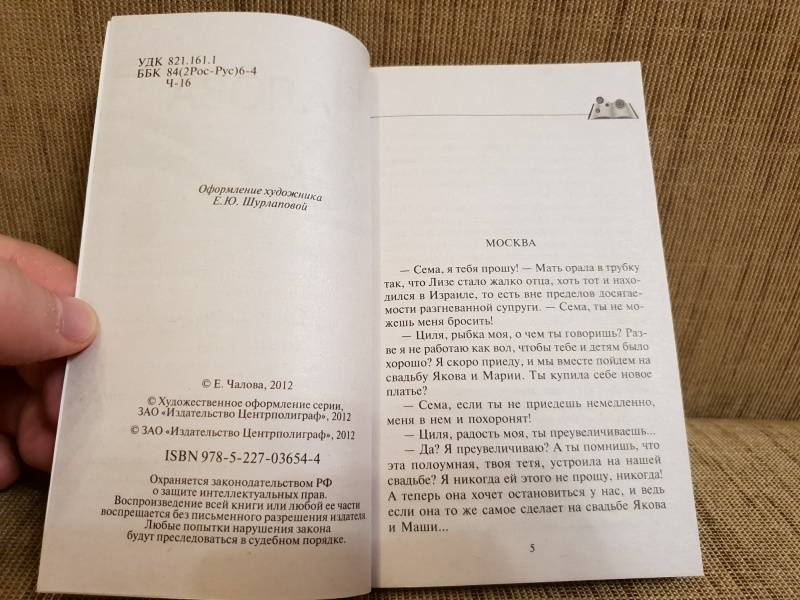 УДК 821.161.1
ББК 84(2Рос-Рус)6-4
Ч-16
Оформление художника
Е.Ю. Шурлаповой
© Е. Чалова, 2012
© Художественное оформление серии,
ЗАО «Издательство Центрполиграф», 2012
© ЗАО «Издательство Центрполиграф», 2012
ISBN 978-5-227-03654-4
Охраняется законодательством РФ
о защите интеллектуальных прав.
Воспроизведение всей книги или любой ее части
воспрещается без письменного разрешения издателя.
Любые попытки нарушения закона
будут преследоваться в судебном порядке.
МОСКВА
— Сема, я тебя прошу! — Мать орала в трубку
так, что Лизе стало жалко отца, хоть тот и нахо-
дился в Израиле, то есть вне пределов досяга-
емости разгневанной супруги. — Сема, ты не мо-
жешь меня бросить!
— Циля, рыбка моя, о чем ты говоришь? Раз-
ве я не работаю как вол, чтобы тебе и детям было
хорошо? Я скоро приеду, и мы вместе пойдем на
свадьбу Якова и Марии. Ты купила себе новое
платье?
— Сема, если ты не приедешь немедленно,
меня в нем и похоронят!
— Циля, радость моя, ты преувеличиваешь...
— Да? Я преувеличиваю? А ты помнишь, что
эта полоумная, твоя тетя, устроила на нашей
свадьбе? Я никогда ей этого не прощу, никогда!
А теперь она хочет остановиться у нас, и ведь
если она то же самое сделает на свадьбе Якова
и Маши...
5